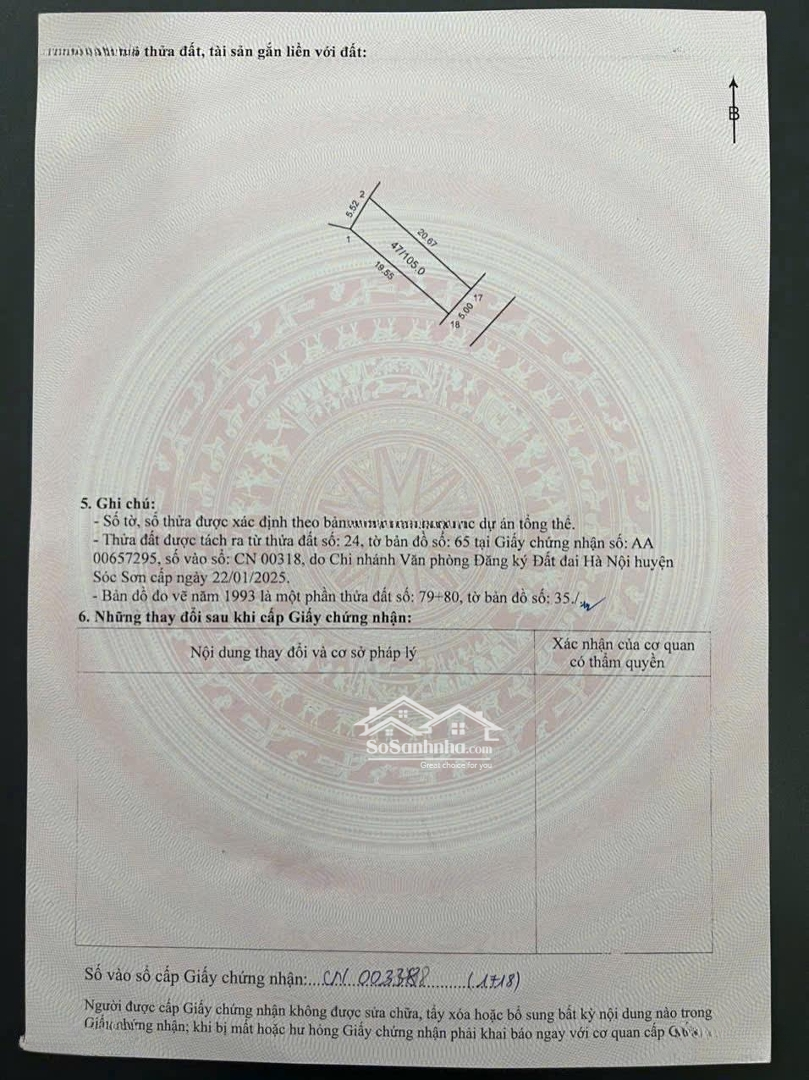 thửa đất, tài sản gắn liền với đất:
B
2
5.52
1
20.67
47/105.0
19.55
17
5.00
18
5. Ghi chú:
- Số tờ, số thửa được xác định theo bản dự án tổng thể.
- Thửa đất được tách ra từ thửa đất số: 24, tờ bản đồ số: 65 tại Giấy chứng nhận số: AA
00657295, số vào sổ: CN 00318, do Chi nhánh Văn phòng Đăng ký Đất đai Hà Nội huyện
Sóc Sơn cấp ngày 22/01/2025.
- Bản đồ đo vẽ năm 1993 là một phần thửa đất số: 79+80, tờ bản đồ số: 35./
6. Những thay đổi sau khi cấp Giấy chứng nhận:
Nội dung thay đổi và cơ sở pháp lý
Xác nhận của cơ quan
có thẩm quyền
SoSanhnha.com
Great choice for you
Số vào sổ cấp Giấy chứng nhận:....CN (1718)
Người được cấp Giấy chứng nhận không được sửa chữa, tẩy xóa hoặc bổ sung bất kỳ nội dung nào trong
Giấy chứng nhận; khi bị mất hoặc hư hỏng Giấy chứng nhận phải khai báo ngay với cơ quan cấp